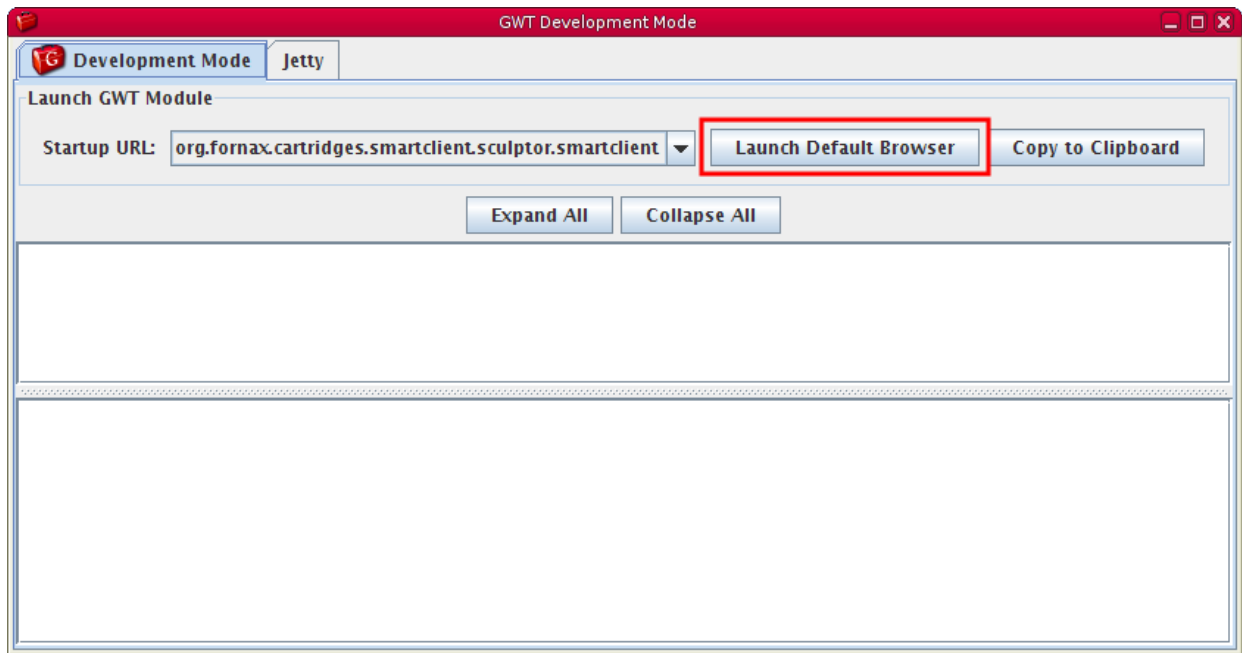 GWT Development Mode
G Development Mode Jetty
Launch GWT Module
Startup URL: org.fornax.cartridges.smartclient.sculptor.smartclient Launch Default Browser Copy to Clipboard
Expand All Collapse All